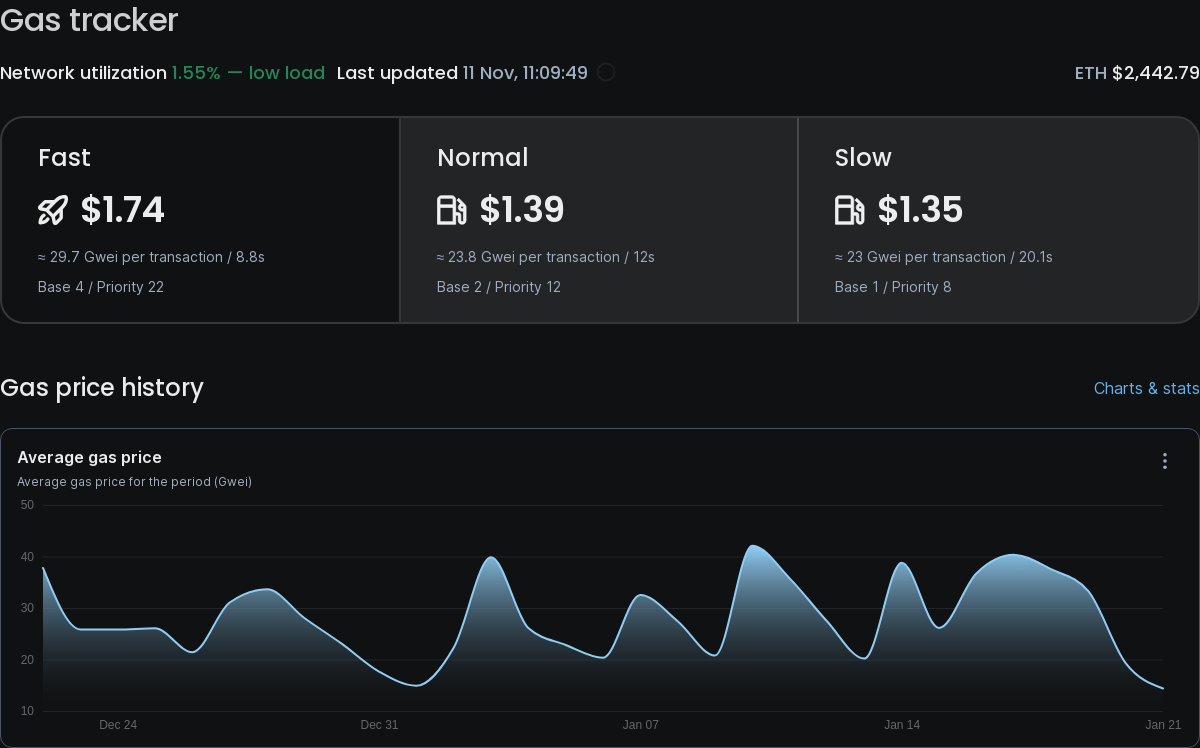 Gas tracker
Network utilization 1.55% — low load Last updated 11 Nov, 11:09:49
ETH $2,442.79
Fast
$1.74
≈ 29.7 Gwei per transaction / 8.8s
Base 4 / Priority 22
Normal
$1.39
≈ 23.8 Gwei per transaction / 12s
Base 2 / Priority 12
Slow
$1.35
≈ 23 Gwei per transaction / 20.1s
Base 1 / Priority 8
Gas price history
Charts & stats
Average gas price
Average gas price for the period (Gwei)
50
40
30
20
10
Dec 24
Dec 31
Jan 07
Jan 14
Jan 21